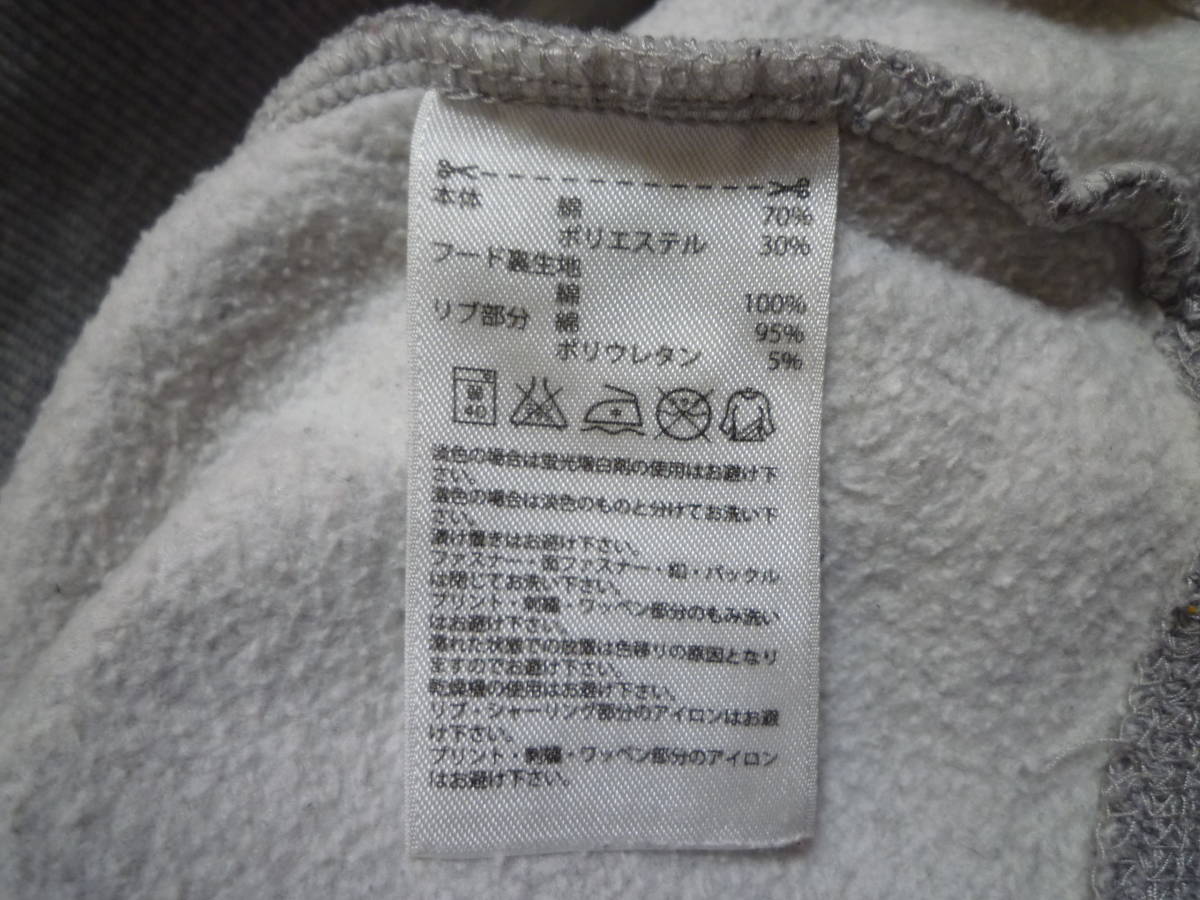 本体
綿 70%
ポリエステル 30%
フード裏生地
綿 100%
リブ部分 綿 95%
ポリウレタン 5%
40
淡色の場合は蛍光増白剤の使用はお避け下
さい。
濃色の場合は淡色のものと分けてお洗い下
さい。
漬け置きはお避け下さい。
ファスナー・面ファスナー・釦・バックル
は閉じてお洗い下さい。
プリント・刺繍・ワッペン部分のもみ洗い
はお避け下さい。
濡れた状態での放置は色移りの原因となり
ますのでお避け下さい。
乾燥機の使用はお避け下さい。
リブ・シャーリング部分のアイロンはお避
け下さい。
プリント・刺繍・ワッペン部分のアイロン
はお避け下さい。